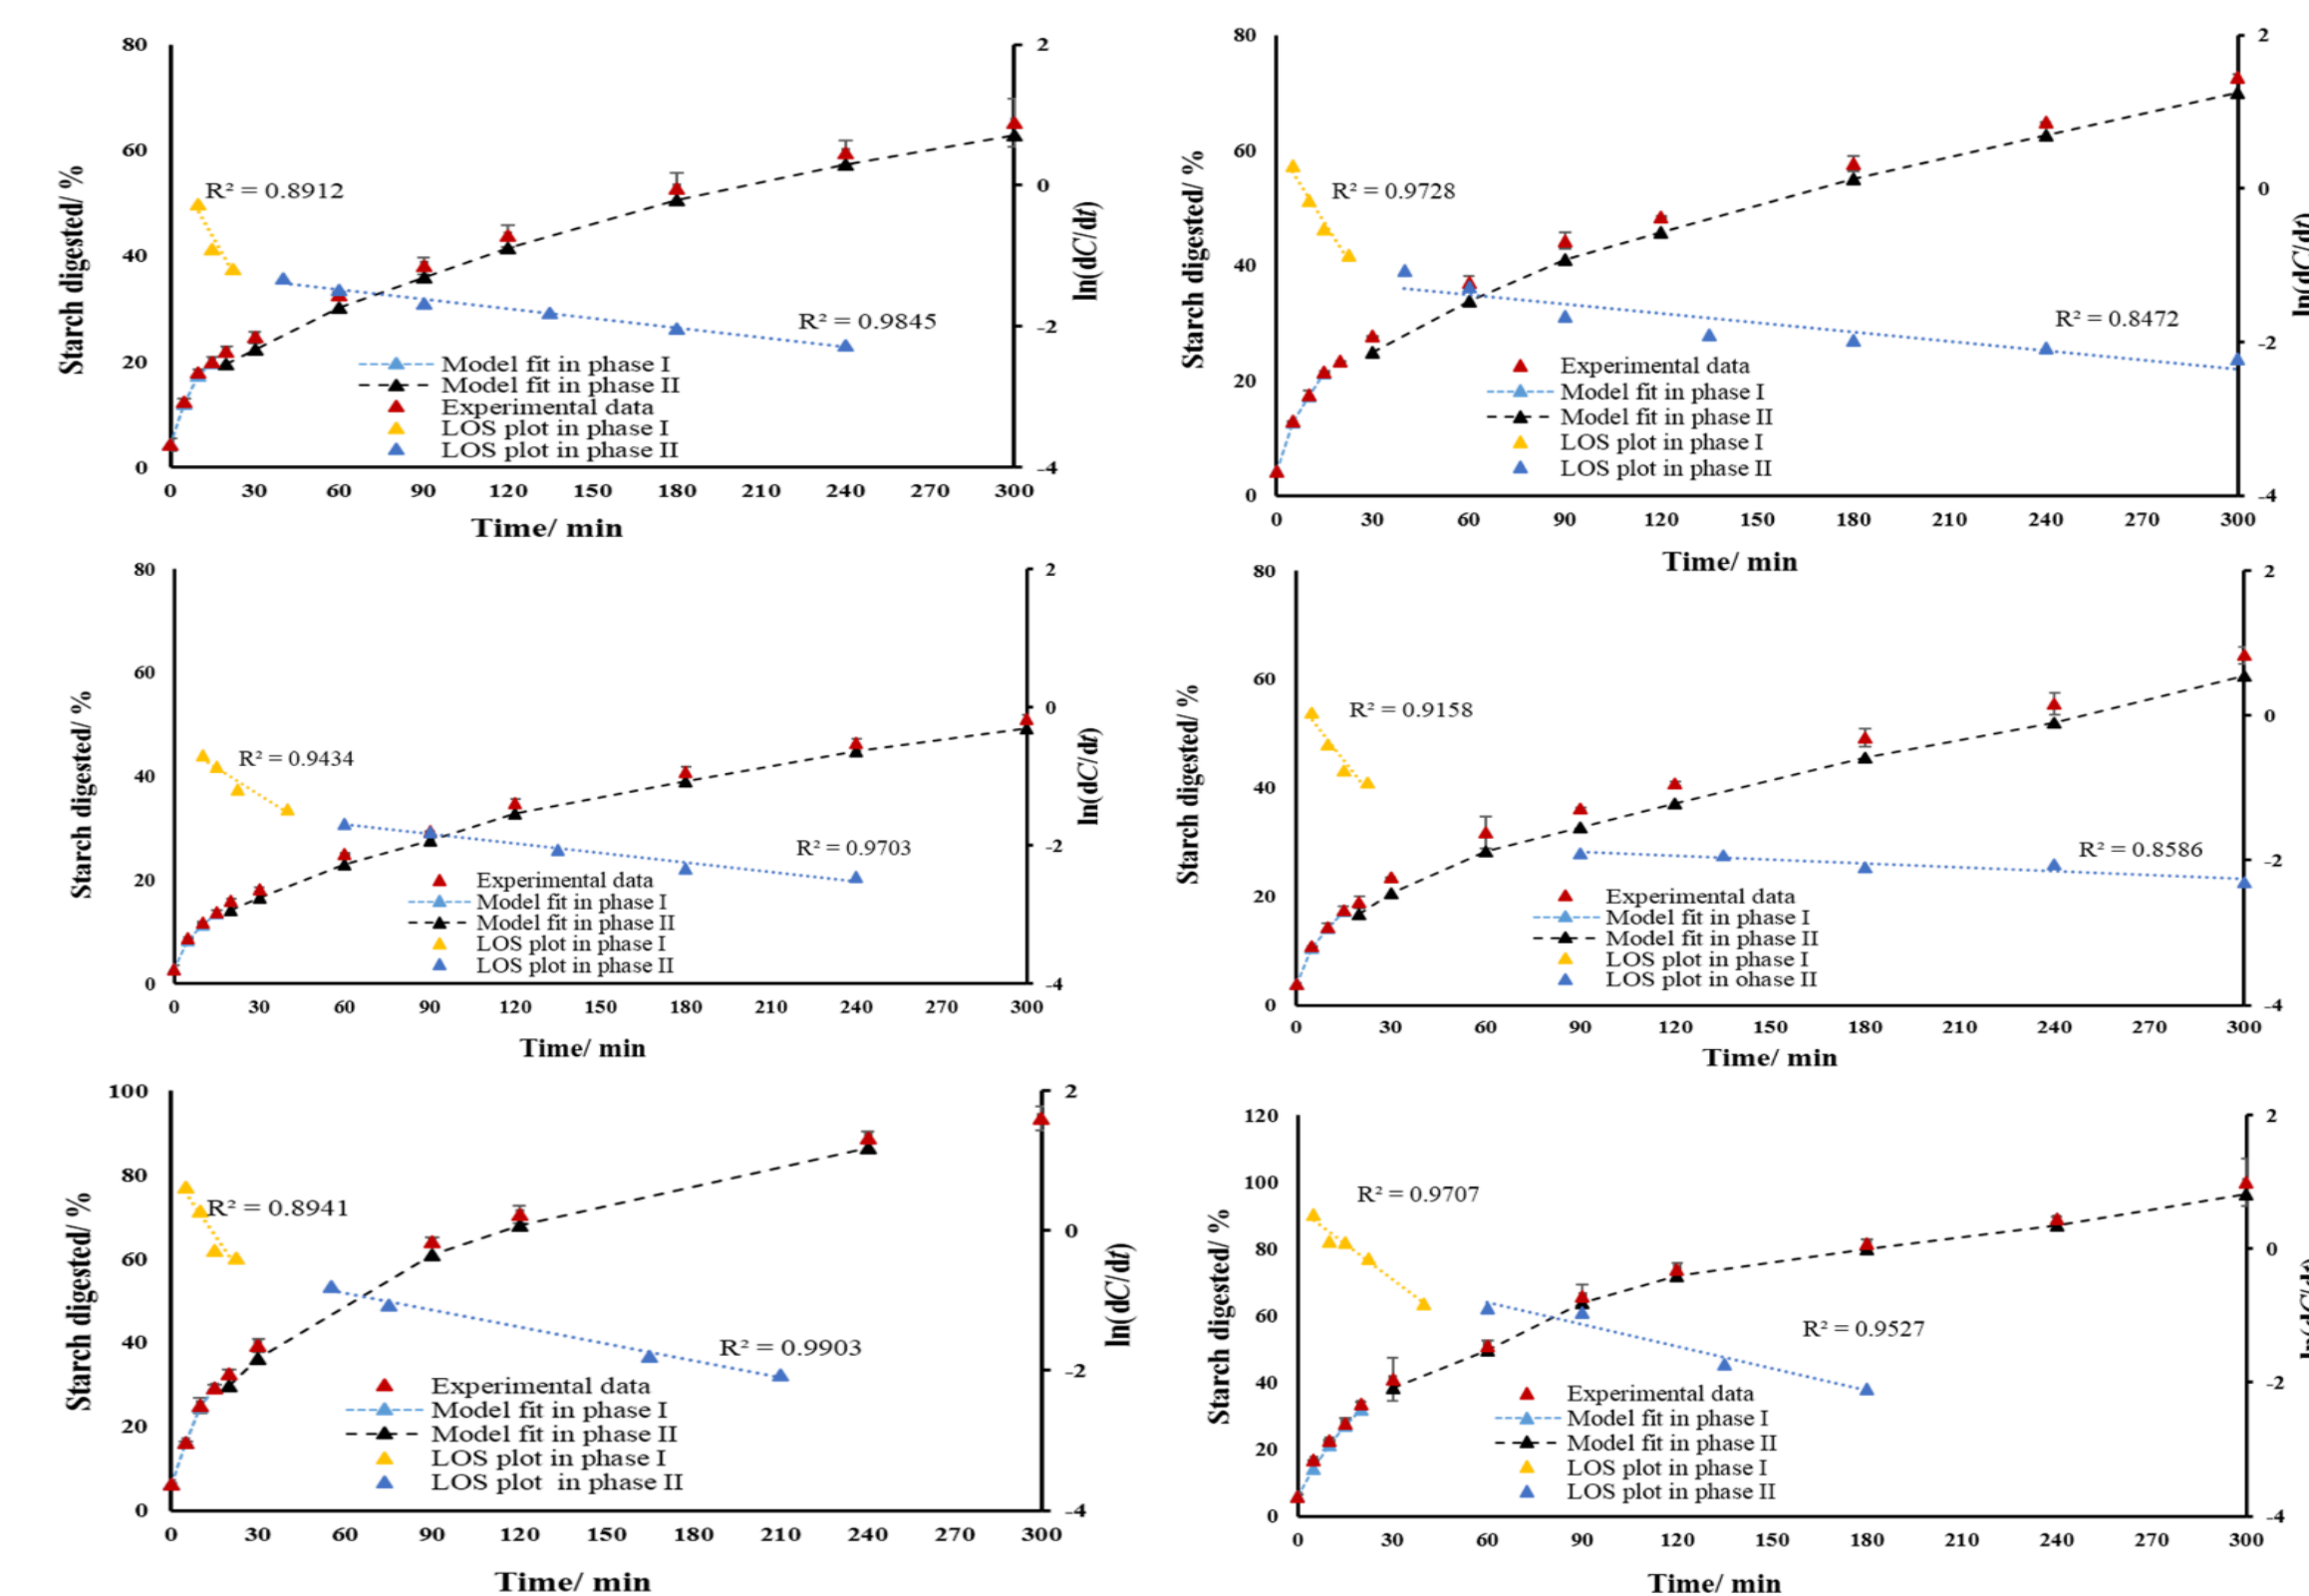 80
60
40
20
0
Starch digested/ %
R² = 0.8912
R² = 0.9845
Model fit in phase I
Model fit in phase II
Experimental data
LOS plot in phase I
LOS plot in phase II
2
0
-2
-4
ln(dC/dt)
0 30 60 90 120 150 180 210 240 270 300
Time/ min
80
60
40
20
0
Starch digested/ %
R² = 0.9728
R² = 0.8472
Experimental data
Model fit in phase I
Model fit in phase II
LOS plot in phase I
LOS plot in phase II
2
0
-2
-4
ln(dC/dt)
0 30 60 90 120 150 180 210 240 270 300
Time/ min
80
60
40
20
0
Starch digested/ %
R² = 0.9434
R² = 0.9703
Experimental data
Model fit in phase I
Model fit in phase II
LOS plot in phase I
LOS plot in phase II
2
0
-2
-4
ln(dC/dt)
0 30 60 90 120 150 180 210 240 270 300
Time/ min
80
60
40
20
0
Starch digested/ %
R² = 0.9158
R² = 0.8586
Experimental data
Model fit in phase I
Model fit in phase II
LOS plot in phase I
LOS plot in ohase II
2
0
-2
-4
0 30 60 90 120 150 180 210 240 270 300
Time/ min
100
80
60
40
20
0
Starch digested/ %
R² = 0.8941
R² = 0.9903
Experimental data
Model fit in phase I
Model fit in phase II
LOS plot in phase I
LOS plot in phase II
2
0
-2
-4
ln(dC/dt)
0 30 60 90 120 150 180 210 240 270 300
Time/ min
120
100
80
60
40
20
0
Starch digested/ %
R² = 0.9707
R² = 0.9527
Experimental data
Model fit in phase I
Model fit in phase II
LOS plot in phase I
LOS plot in phase II
2
0
-2
-4
0 30 60 90 120 150 180 210 240 270 300
Time/ min